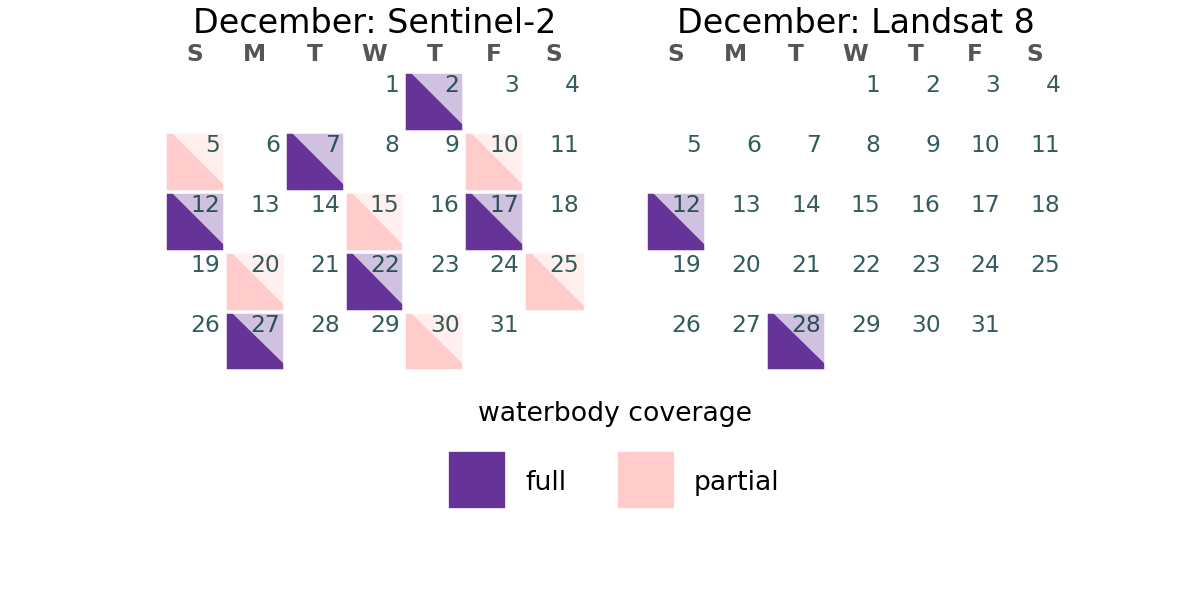 December: Sentinel-2
S M T W T F S
1 2 3 4
5 6 7 8 9 10 11
12 13 14 15 16 17 18
19 20 21 22 23 24 25
26 27 28 29 30 31
December: Landsat 8
S M T W T F S
1 2 3 4
5 6 7 8 9 10 11
12 13 14 15 16 17 18
19 20 21 22 23 24 25
26 27 28 29 30 31
waterbody coverage
full partial